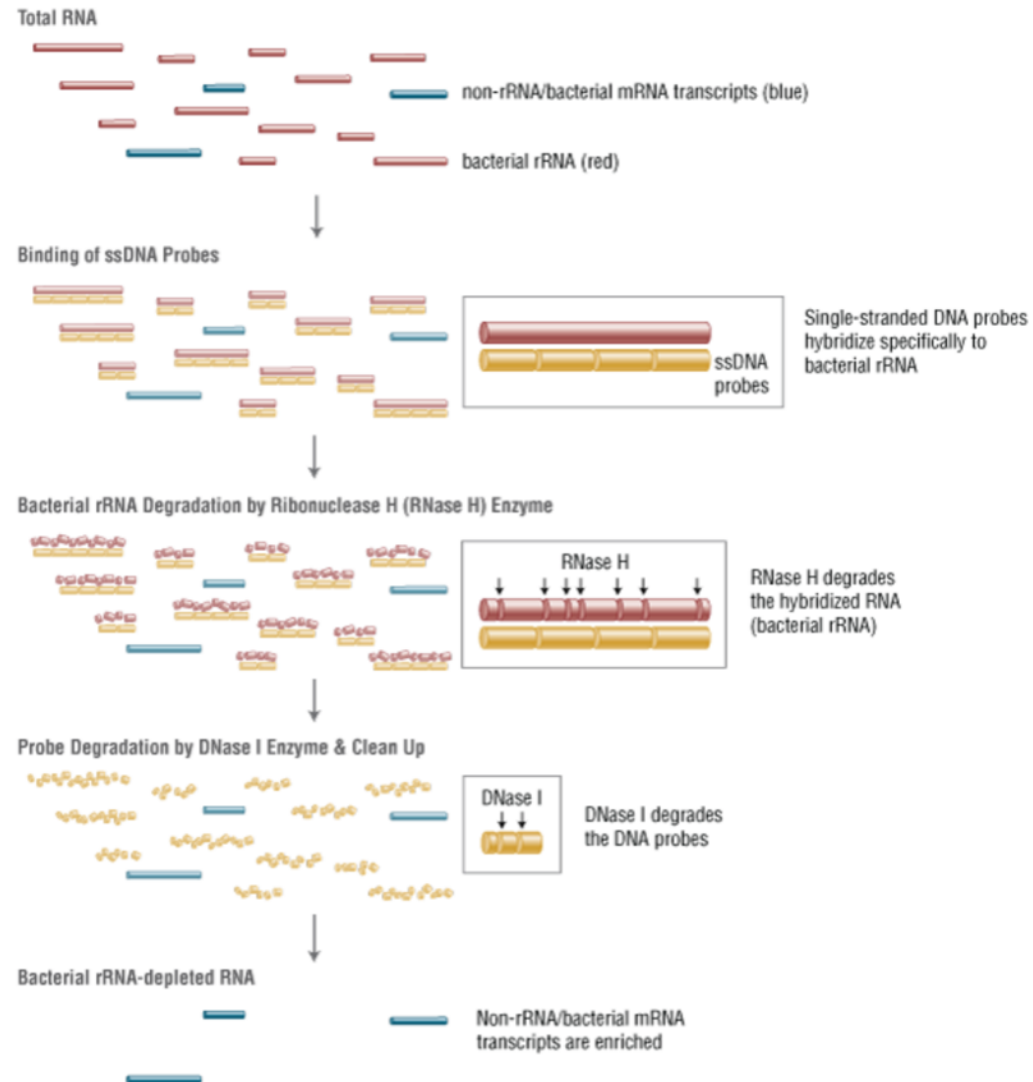 Total RNA
non-rRNA/bacterial mRNA transcripts (blue)
bacterial rRNA (red)
Binding of ssDNA Probes
ssDNA
probes
Single-stranded DNA probes
hybridize specifically to
bacterial rRNA
Bacterial rRNA Degradation by Ribonuclease H (RNase H) Enzyme
RNase H
RNase H degrades
the hybridized RNA
(bacterial rRNA)
Probe Degradation by DNase I Enzyme & Clean Up
DNase I
DNase I degrades
the DNA probes
Bacterial rRNA-depleted RNA
Non-rRNA/bacterial mRNA
transcripts are enriched